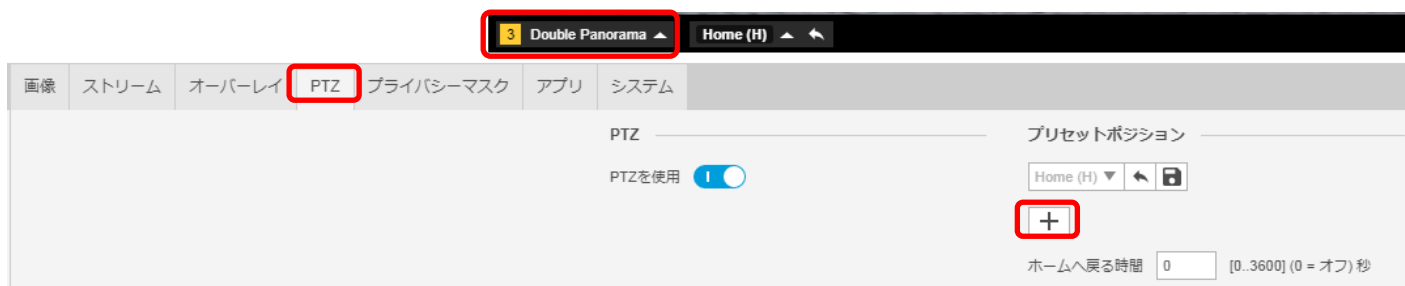 3 Double Panorama Home (H)
画像 ストリーム オーバーレイ PTZ プライバシーマスク アプリ システム
PTZ プリセットポジション
PTZを使用 Home (H)
ホームへ戻る時間 0 [0..3600] (0 = オフ) 秒